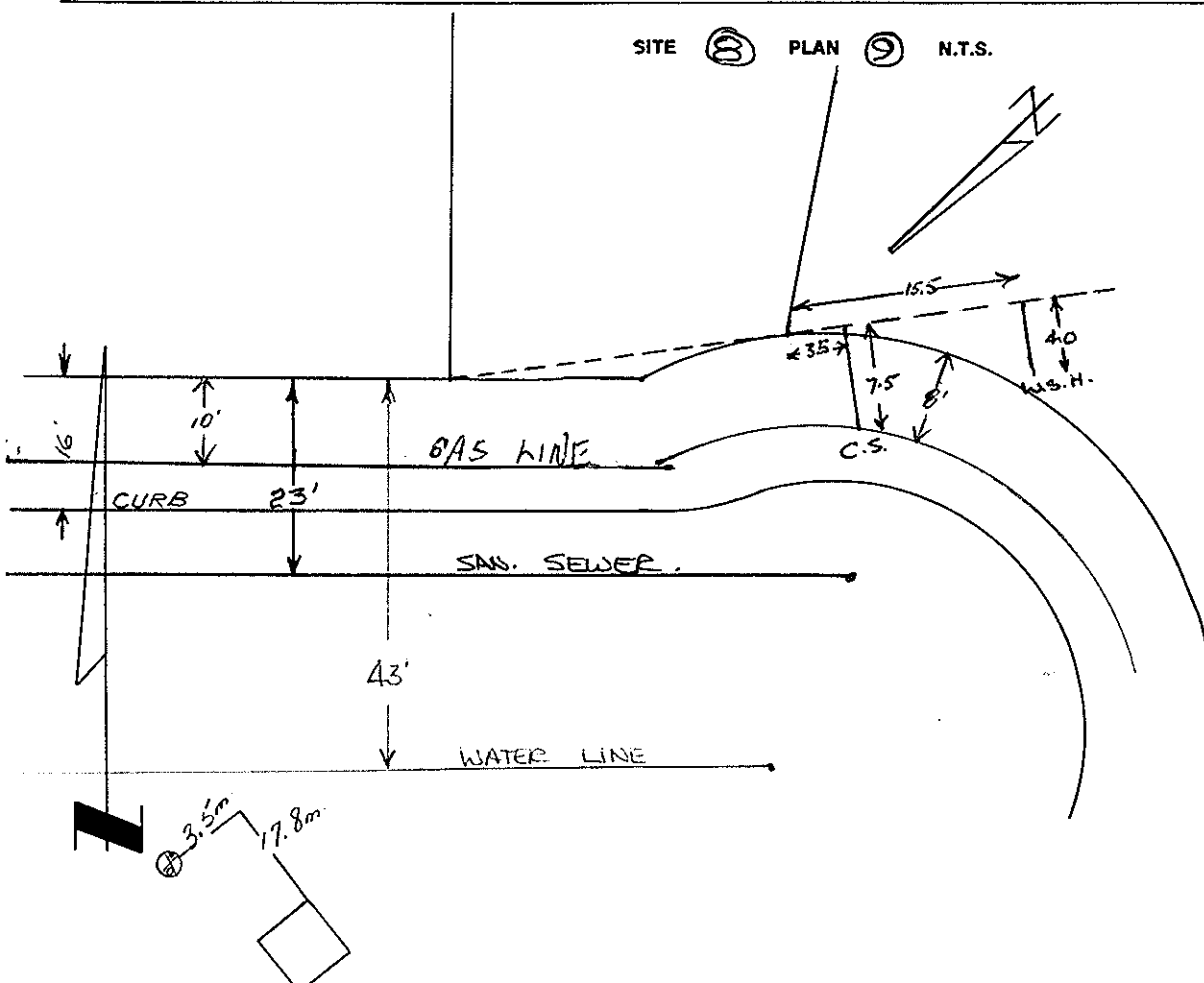 SITE 8 PLAN 9 N.T.S.
N
15.5
3.5
4.0
7.5
8'
W.S.H.
C.S.
16'
10'
GAS LINE
CURB
23'
SAN. SEWER.
43'
WATER LINE
N
3.5m
17.8m